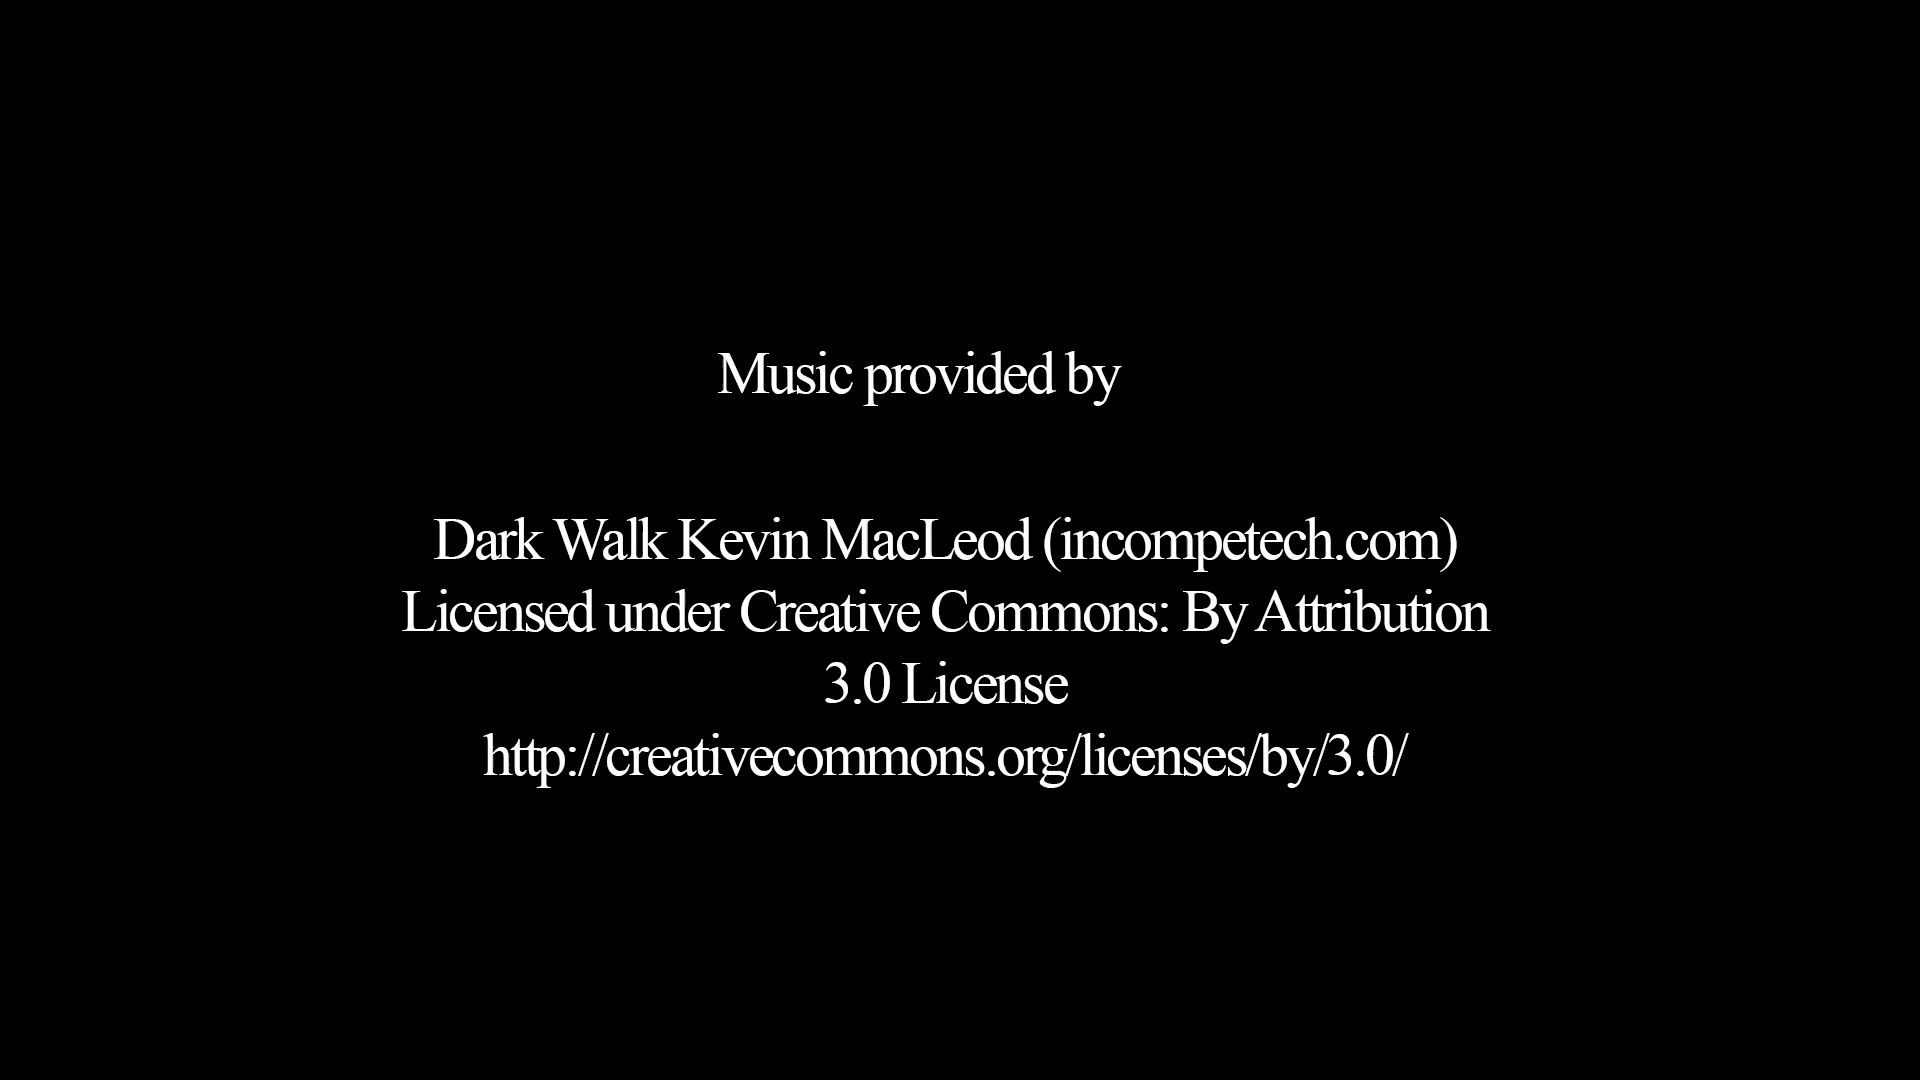 Music provided by
Dark Walk Kevin MacLeod (incompetech.com)
Licensed under Creative Commons: By Attribution
3.0 License
http://creativecommons.org/licenses/by/3.0/